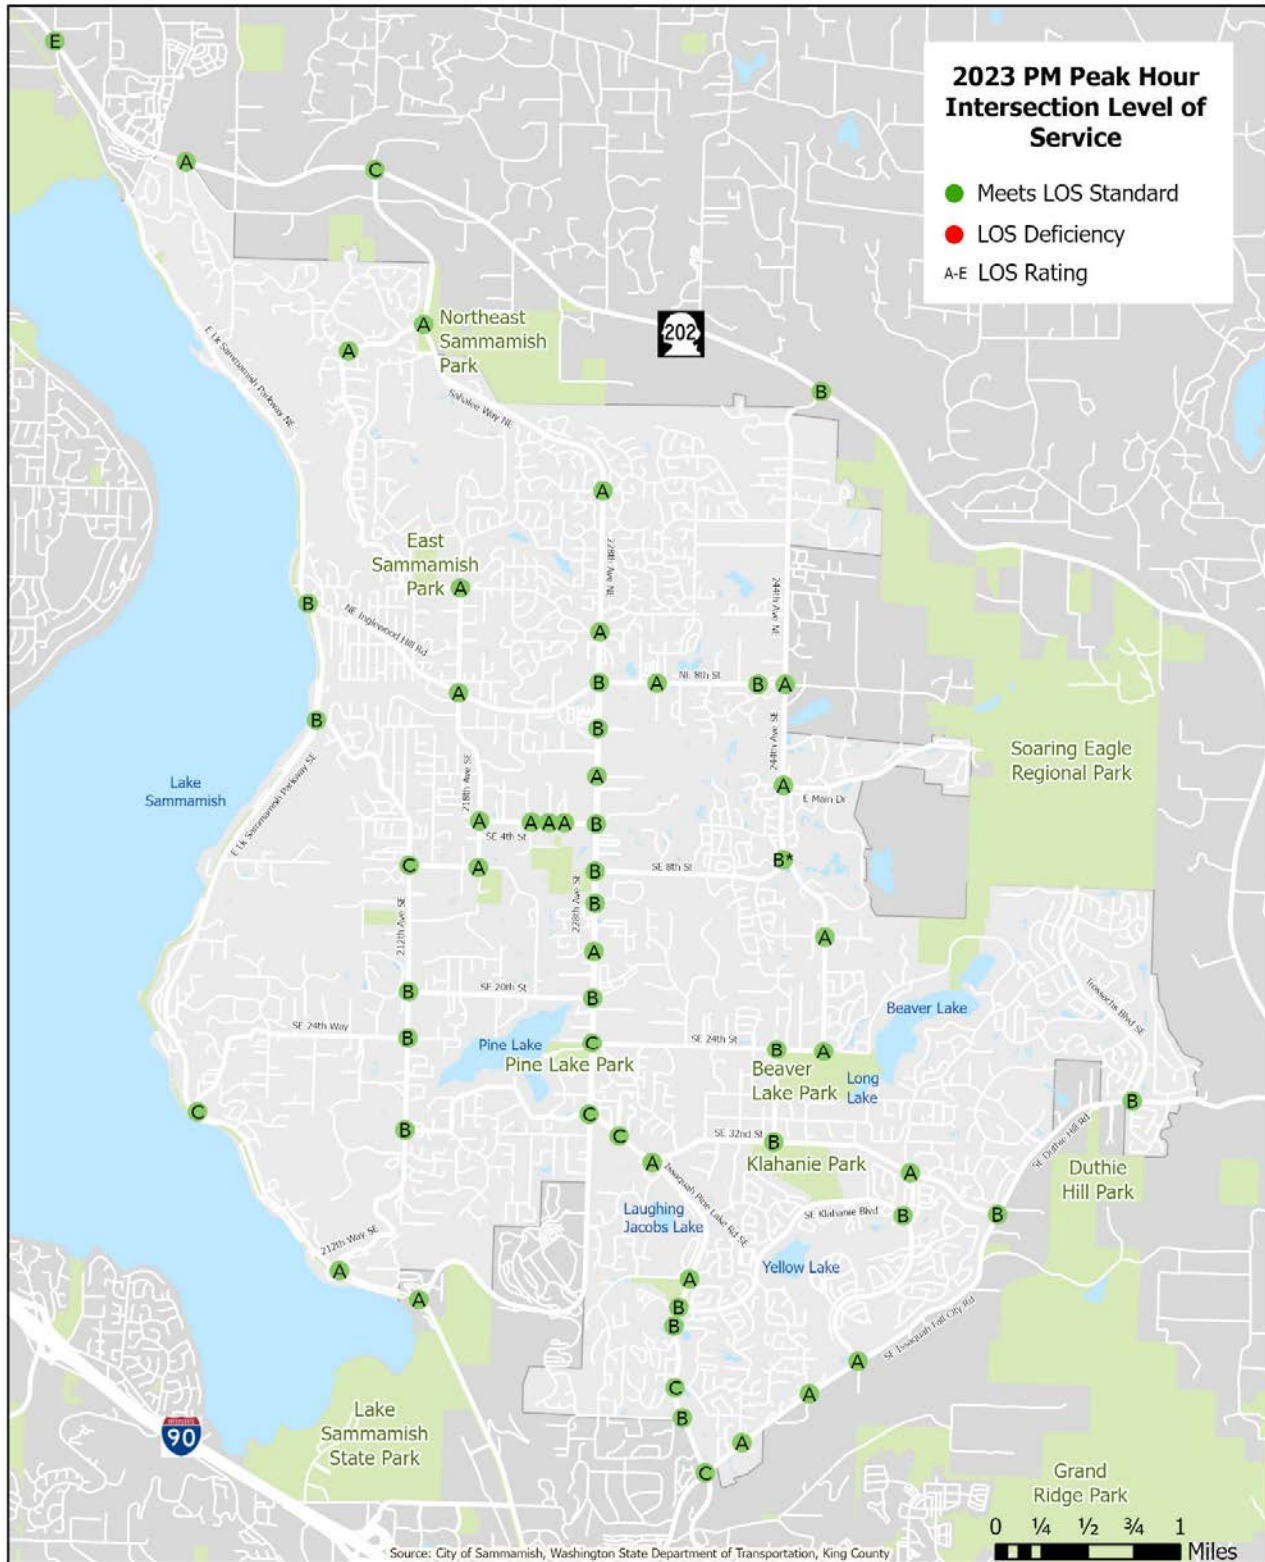 2023 PM Peak Hour
Intersection Level of
Service
Meets LOS Standard
LOS Deficiency
A-E LOS Rating
E
A
C
Northeast
Sammamish
Park
A
A
202
E Lk Sammamish Parkway NE
Sahalee Way NE
B
A
East
Sammamish
Park
A
228th Ave NE
244th Ave NE
B
NE Inglewood Hill Rd
A
B
A
NE 8th St
B
A
A
B
B
Lake
Sammamish
E Lk Sammamish Parkway SE
218th Ave SE
A
244th Ave SE
A
E Main Dr
Soaring Eagle
Regional Park
A
A
A
A
B
SE 4th St
C
A
B
SE 8th St
B*
212th Ave SE
228th Ave SE
B
A
A
B
SE 20th St
B
Beaver Lake
Trossachs Blvd SE
SE 24th Way
B
Pine Lake
C
SE 24th St
B
A
Pine Lake Park
Beaver
Lake Park
Long
Lake
C
B
C
C
SE 32nd St
B
B
A
Klahanie Park
A
SE Duthie Hill Rd
Duthie
Hill Park
Issaquah Pine Lake Rd SE
Laughing
Jacobs Lake
SE Klahanie Blvd
B
B
212th Way SE
Yellow Lake
A
A
A
B
B
SE Issaquah Fall City Rd
A
C
A
B
Lake
Sammamish
State Park
INTERSTATE
90
A
C
Grand
Ridge Park
0 ¼ ½ ¾ 1
Miles
Source: City of Sammamish, Washington State Department of Transportation, King County